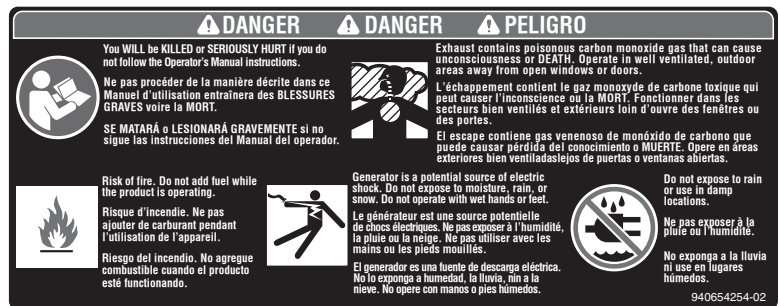 DANGER DANGER PELIGRO
You WILL be KILLED or SERIOUSLY HURT if you do
not follow the Operator's Manual instructions.
Ne pas procéder de la manière décrite dans ce
Manuel d'utilisation entraînera des BLESSURES
GRAVES voire la MORT.
SE MATARÁ o LESIONARÁ GRAVEMENTE si no
sigue las instrucciones del Manual del operador.
Exhaust contains poisonous carbon monoxide gas that can cause
unconsciousness or DEATH. Operate in well ventilated, outdoor
areas away from open windows or doors.
L'échappement contient le gaz monoxyde de carbone toxique qui
peut causer l'inconscience ou la MORT. Fonctionner dans les
secteurs bien ventilés et extérieurs loin d'ouvre des fenêtres ou
des portes.
El escape contiene gas venenoso de monóxido de carbono que
puede causar pérdida del conocimiento o MUERTE. Opere en áreas
exteriores bien ventiladaslejos de puertas o ventanas abiertas.
Risk of fire. Do not add fuel while
the product is operating.
Risque d'incendie. Ne pas
ajouter de carburant pendant
l'utilisation de l'appareil.
Riesgo del incendio. No agregue
combustible cuando el producto
esté functionando.
Generator is a potential source of electric
shock. Do not expose to moisture, rain, or
snow. Do not operate with wet hands or feet.
Le générateur est une source potentielle
de chocs électriques. Ne pas exposer à l'humidité,
la pluie ou la neige. Ne pas utiliser avec les
mains ou les pieds mouillés.
El generador es una fuente de descarga eléctrica.
No lo exponga a humedad, la lluvia, nin a la
nieve. No opere con manos o pies húmedos.
Do not expose to rain
or use in damp
locations.
Ne pas exposer à la
pluie ou l'humidité.
No exponga a la lluvia
ni use en lugares
húmedos.
940654254-02